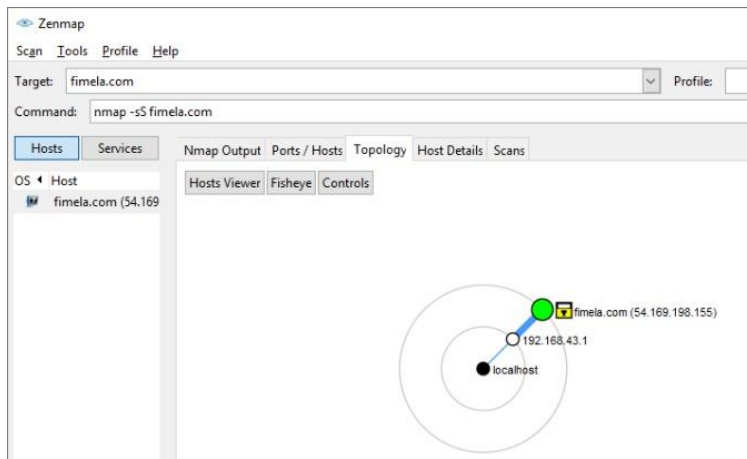 Zenmap
Scan Tools Profile Help
Target: fimela.com Profile:
Command: nmap -sS fimela.com
Hosts Services Nmap Output Ports / Hosts Topology Host Details Scans
OS Host Hosts Viewer Fisheye Controls
fimela.com (54.169
fimela.com (54.169.198.155)
192.168.43.1
localhost